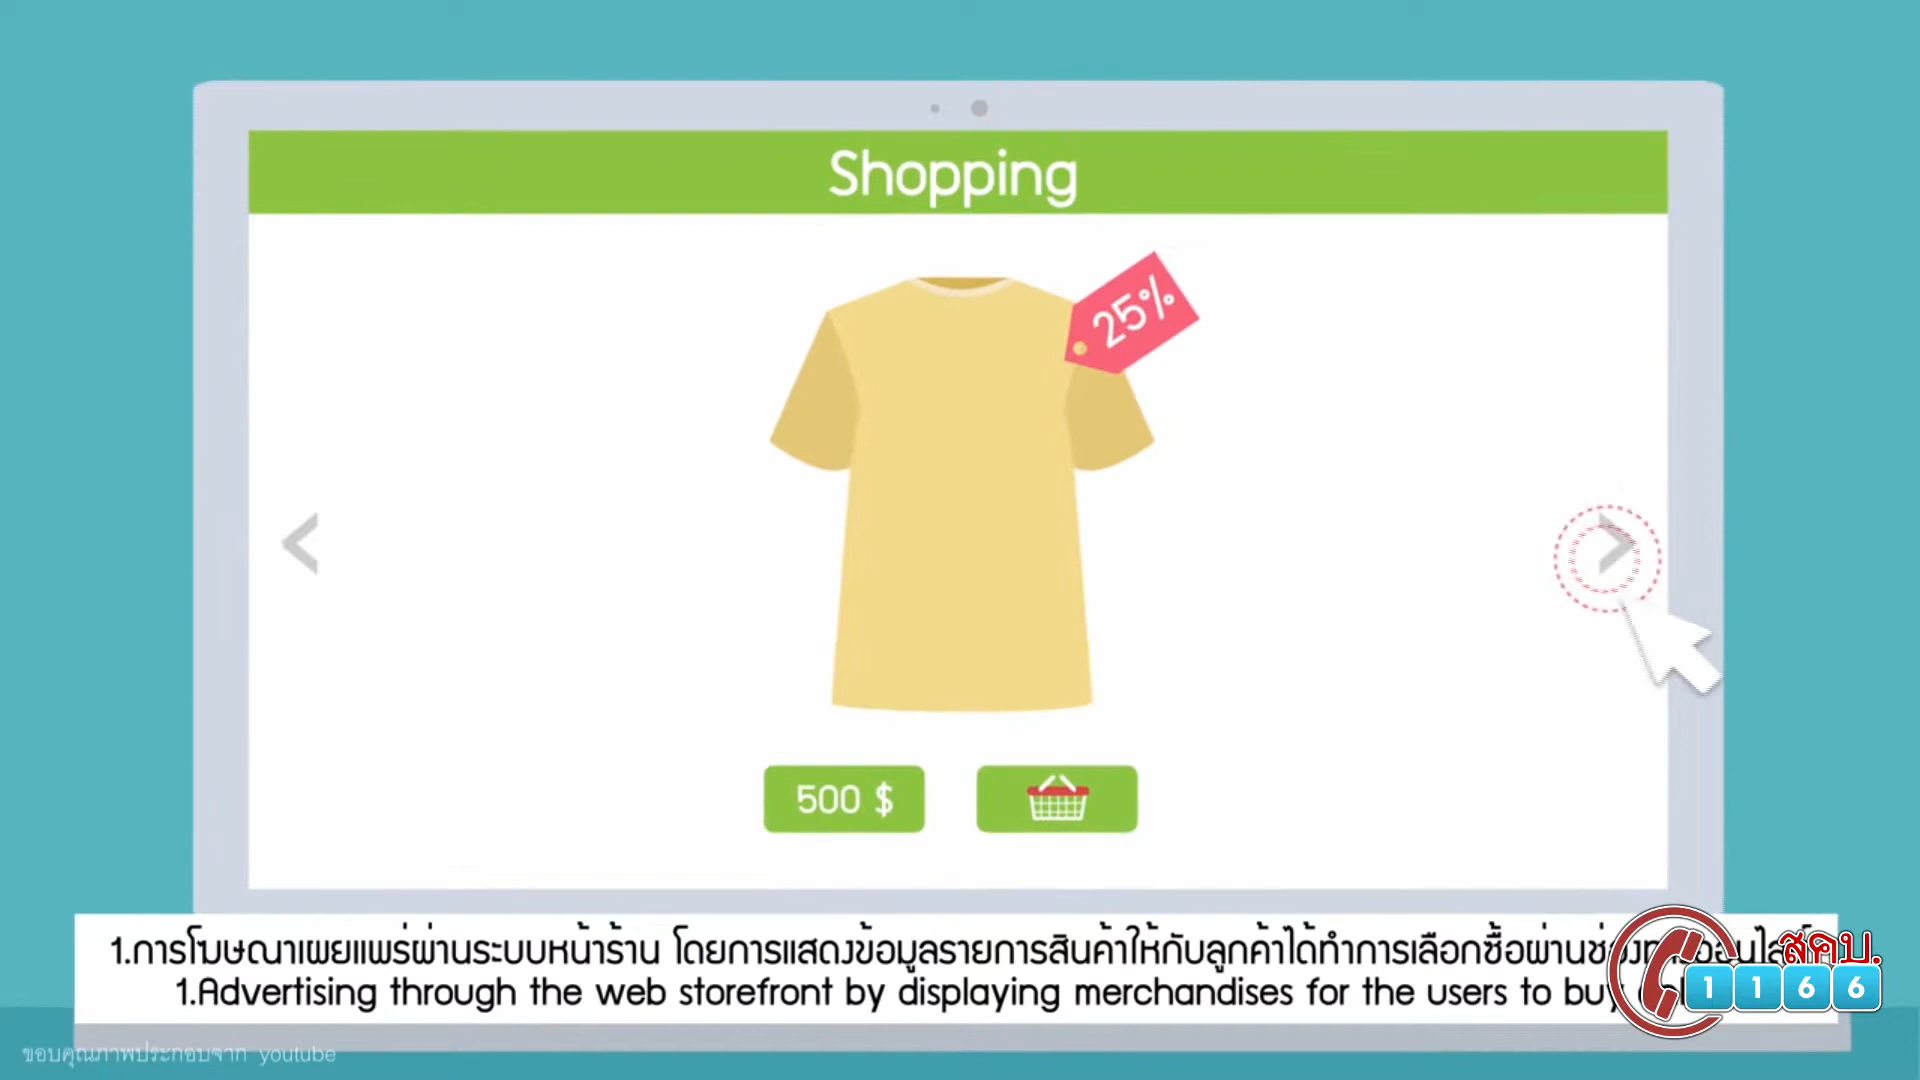 Shopping
25%
500 $
1.การโฆษณาเผยแพร่ผ่านระบบหน้าร้าน โดยการแสดงข้อมูลรายการสินค้าให้กับลูกค้าได้ทำการเลือกซื้อผ่าน
สคบ.
1.Advertising through the web storefront by displaying merchandises for the users to buy
1 1 6 6
ขอบคุณภาพประกอบจาก youtube